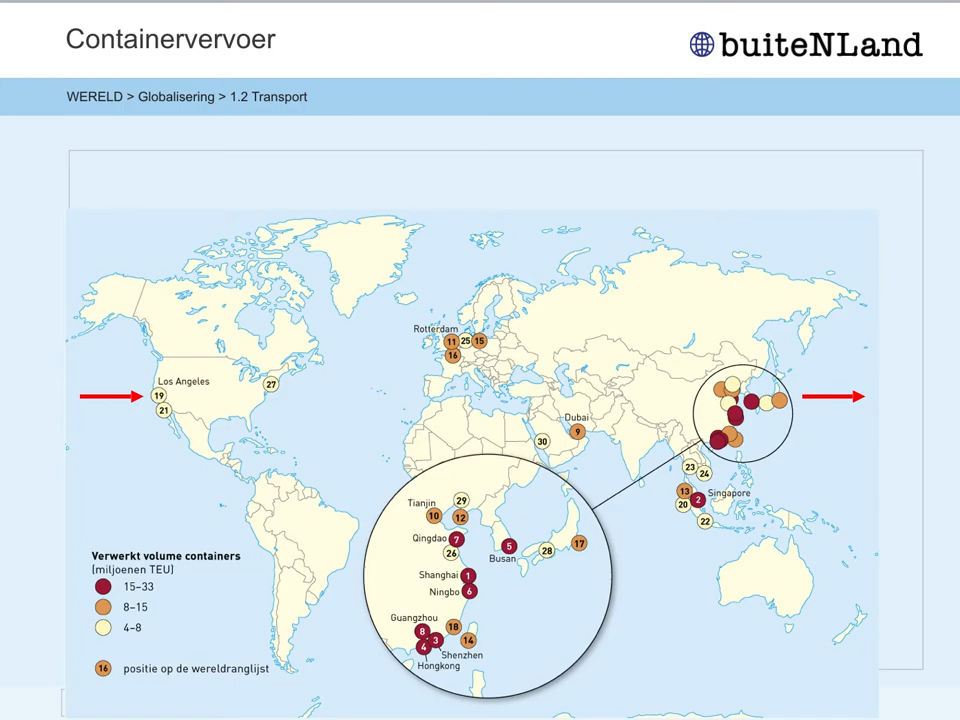 Containervervoer
buiteNLand
WERELD > Globalisering > 1.2 Transport
Rotterdam
11
25
15
16
Los Angeles
27
19
21
Dubai
9
30
23
24
13
Singapore
2
20
22
Tianjin
29
10
12
Qingdao
7
26
5
Busan
28
17
Shanghai
1
Ningbo
6
Guangzhou
8
18
3
14
4
Shenzhen
Hongkong
Verwerkt volume containers
(miljoenen TEU)
15–33
8–15
4–8
16 positie op de wereldranglijst